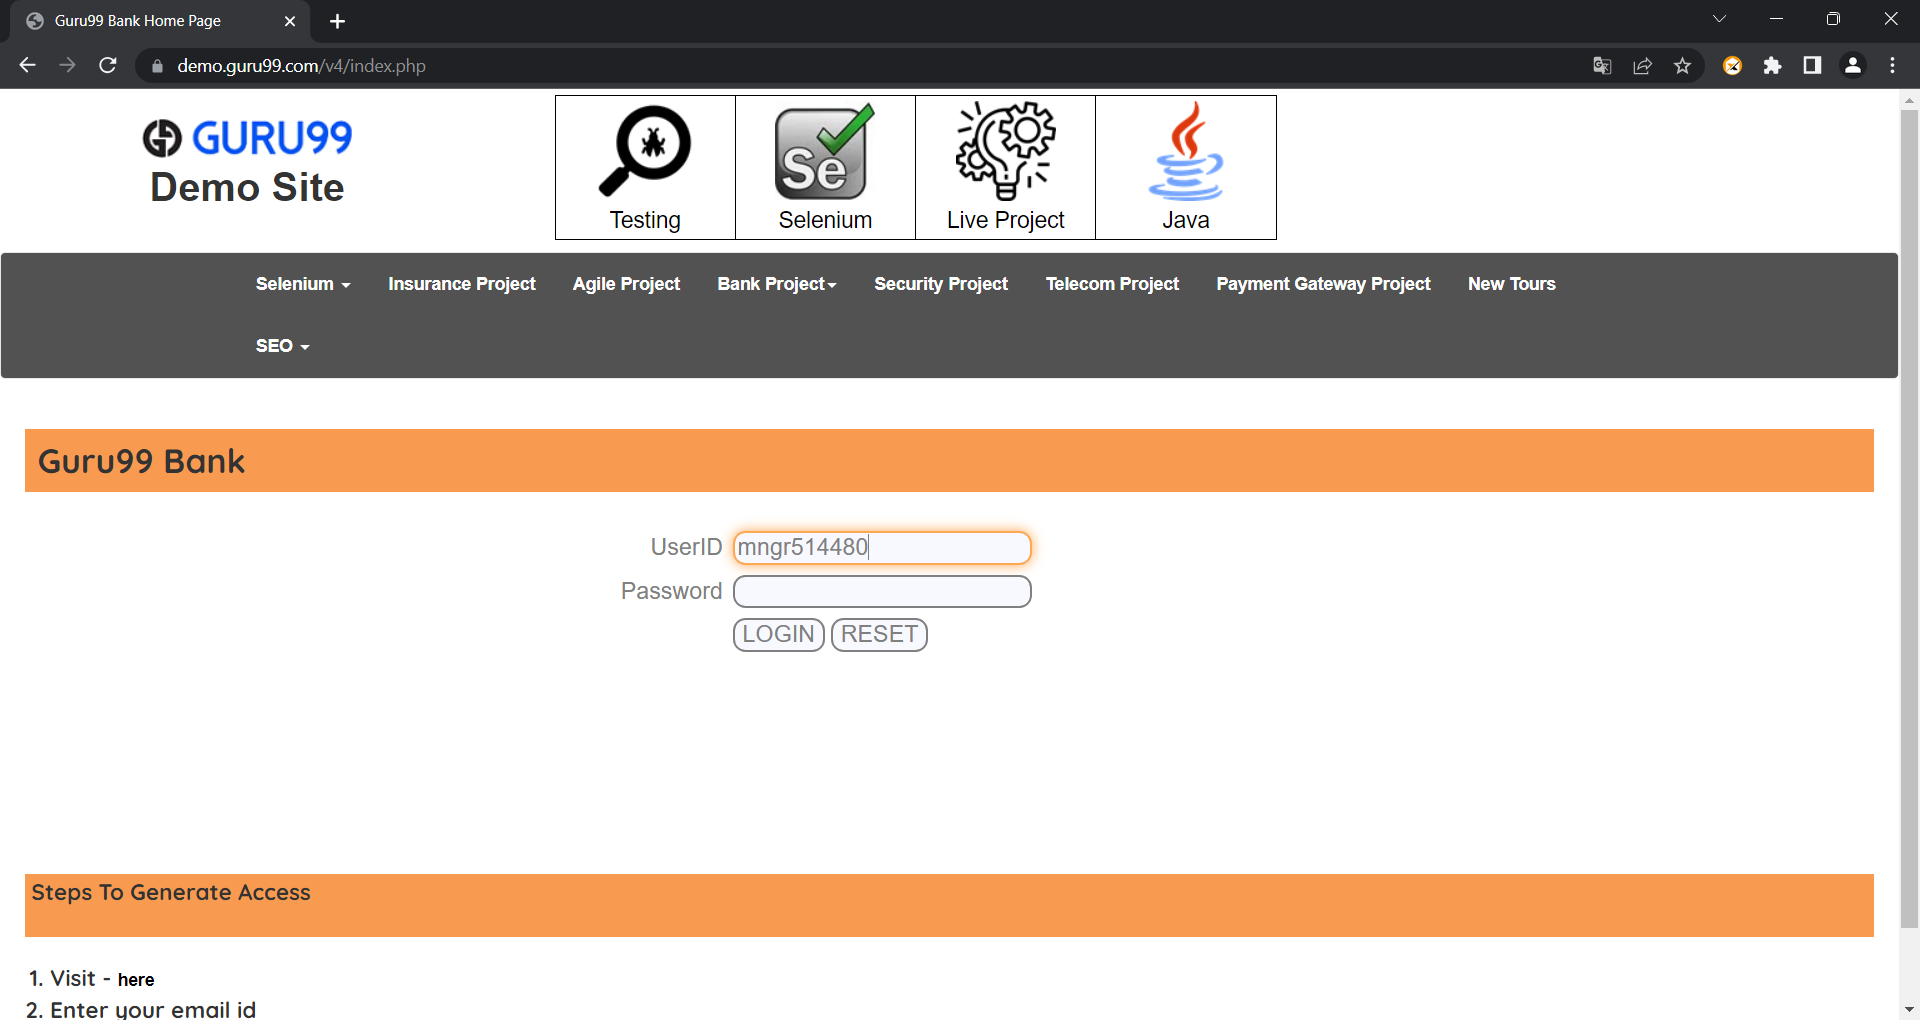 Guru99 Bank Home Page
demo.guru99.com/v4/index.php
GURU99
Demo Site
Se
Testing
Selenium
Live Project
Java
Selenium
Insurance Project
Agile Project
Bank Project
Security Project
Telecom Project
Payment Gateway Project
New Tours
SEO
Guru99 Bank
UserID mngr514480
Password
LOGIN RESET
Steps To Generate Access
1. Visit - here
2. Enter your email id